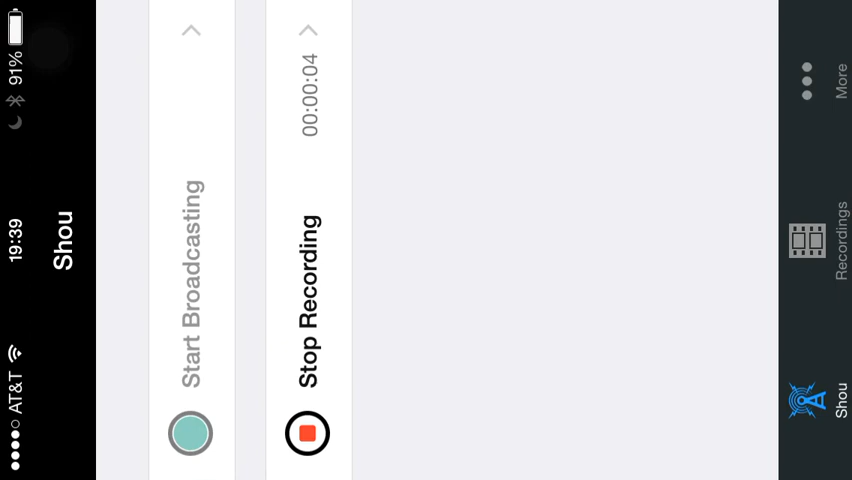 AT&T 19:39 91%
Shou
Start Broadcasting
Stop Recording 00:00:04
Shou Recordings More